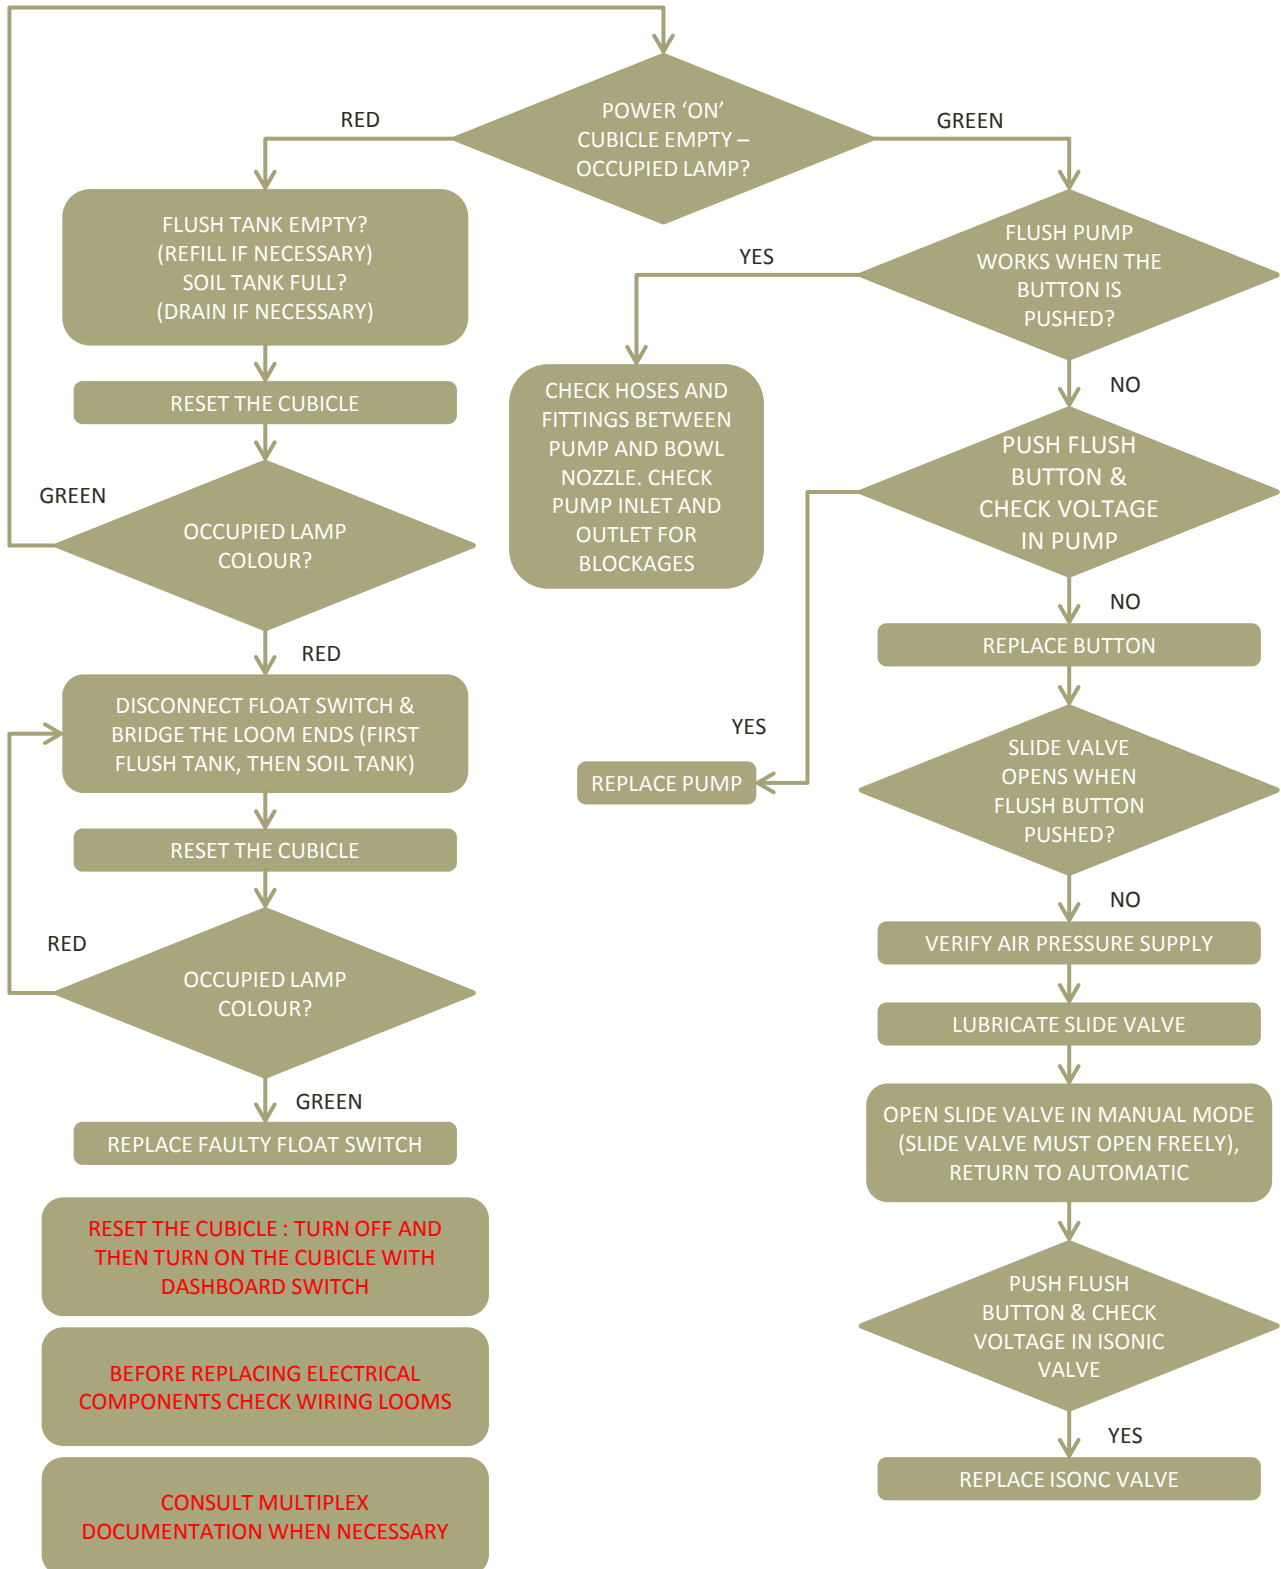 POWER ‘ON’
CUBICLE EMPTY –
OCCUPIED LAMP?
RED
GREEN
FLUSH TANK EMPTY?
(REFILL IF NECESSARY)
SOIL TANK FULL?
(DRAIN IF NECESSARY)
RESET THE CUBICLE
GREEN
OCCUPIED LAMP
COLOUR?
RED
DISCONNECT FLOAT SWITCH &
BRIDGE THE LOOM ENDS (FIRST
FLUSH TANK, THEN SOIL TANK)
RESET THE CUBICLE
RED
OCCUPIED LAMP
COLOUR?
GREEN
REPLACE FAULTY FLOAT SWITCH
RESET THE CUBICLE : TURN OFF AND
THEN TURN ON THE CUBICLE WITH
DASHBOARD SWITCH
BEFORE REPLACING ELECTRICAL
COMPONENTS CHECK WIRING LOOMS
CONSULT MULTIPLEX
DOCUMENTATION WHEN NECESSARY
FLUSH PUMP
WORKS WHEN THE
BUTTON IS
PUSHED?
YES
CHECK HOSES AND
FITTINGS BETWEEN
PUMP AND BOWL
NOZZLE. CHECK
PUMP INLET AND
OUTLET FOR
BLOCKAGES
NO
PUSH FLUSH
BUTTON &
CHECK VOLTAGE
IN PUMP
YES
REPLACE PUMP
NO
REPLACE BUTTON
SLIDE VALVE
OPENS WHEN
FLUSH BUTTON
PUSHED?
NO
VERIFY AIR PRESSURE SUPPLY
LUBRICATE SLIDE VALVE
OPEN SLIDE VALVE IN MANUAL MODE
(SLIDE VALVE MUST OPEN FREELY),
RETURN TO AUTOMATIC
PUSH FLUSH
BUTTON & CHECK
VOLTAGE IN ISONIC
VALVE
YES
REPLACE ISONC VALVE